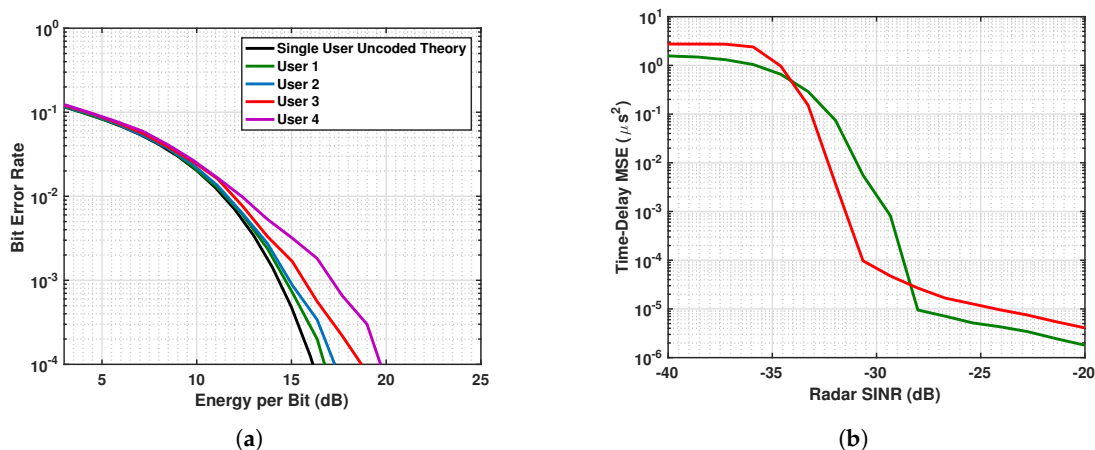 10^0
10^-1
10^-2
10^-3
10^-4
Bit Error Rate
5 10 15 20 25
Energy per Bit (dB)
Single User Uncoded Theory
User 1
User 2
User 3
User 4
(a)
10^1
10^0
10^-1
10^-2
10^-3
10^-4
10^-5
10^-6
Time-Delay MSE (μs^2)
-40 -35 -30 -25 -20
Radar SINR (dB)
(b)